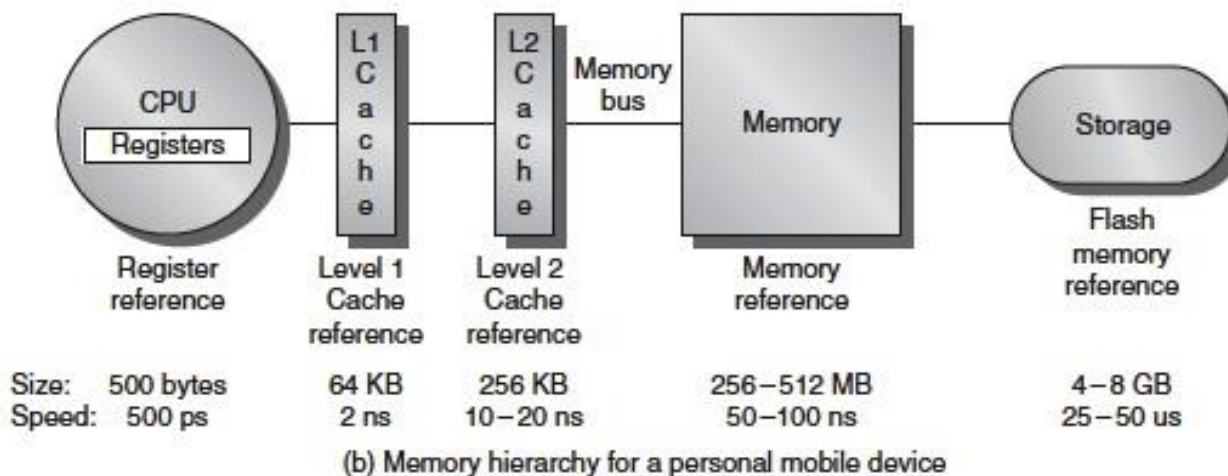 CPU
Registers
L1
C
a
c
h
e
L2
C
a
c
h
e
Memory
bus
Memory
Storage
Register
reference
Level 1
Cache
reference
Level 2
Cache
reference
Memory
reference
Flash
memory
reference
Size: 500 bytes 64 KB 256 KB 256–512 MB 4–8 GB
Speed: 500 ps 2 ns 10–20 ns 50–100 ns 25–50 us
(b) Memory hierarchy for a personal mobile device